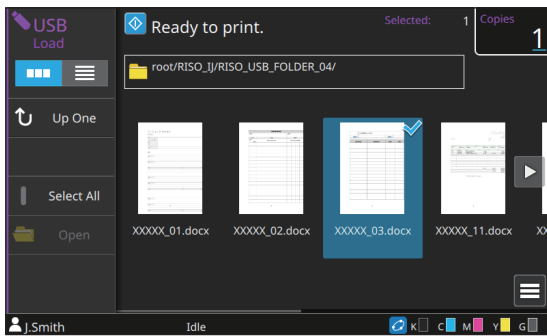 USB
Load
Ready to print.
Selected: 1
Copies
1
root/RISO_IJ/RISO_USB_FOLDER_04/
Up One
Select All
Open
XXXXX_01.docx
XXXXX_02.docx
XXXXX_03.docx
XXXXX_11.docx
XX
J.Smith
Idle
K C M Y G